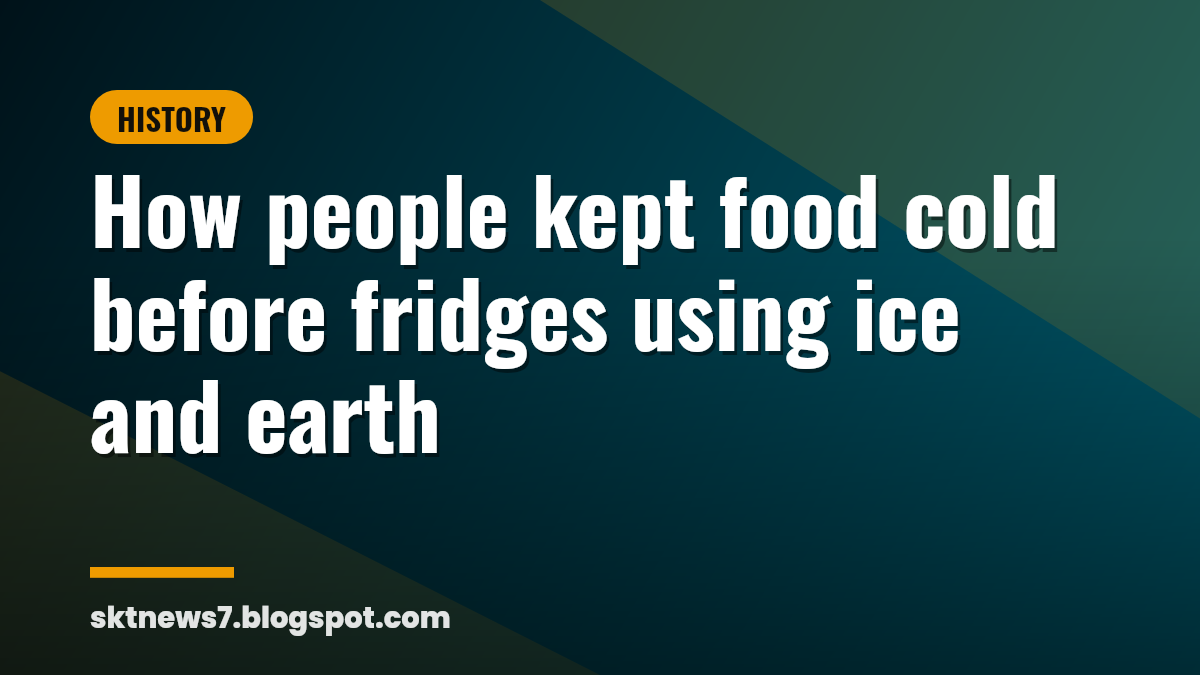 HISTORY
How people kept food cold
before fridges using ice
and earth
sktnews7.blogspot.com